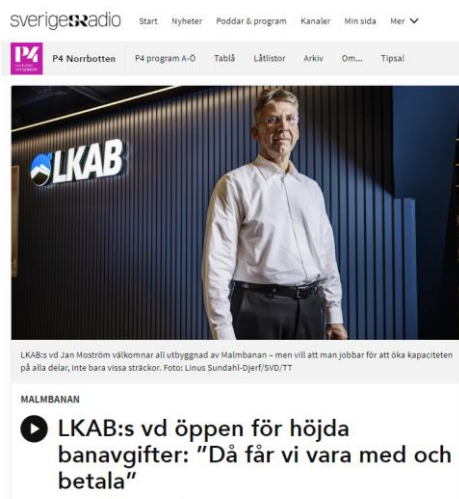 sverigesradio Start Nyheter Poddar & program Kanaler Min sida Mer
P4 P4 Norrbotten P4 program A-Ö Tablå Låtlistor Arkiv Om... Tipsa!
LKAB
LKAB:s vd Jan Moström välkomnar all utbyggnad av Malmbanan – men vill att man jobbar för att öka kapaciteten
på alla delar, inte bara vissa sträckor. Foto: Linus Sundahl-Djerf/SVD/TT
MALMBANAN
LKAB:s vd öppen för höjda
banavgifter: ”Då får vi vara med och
betala”